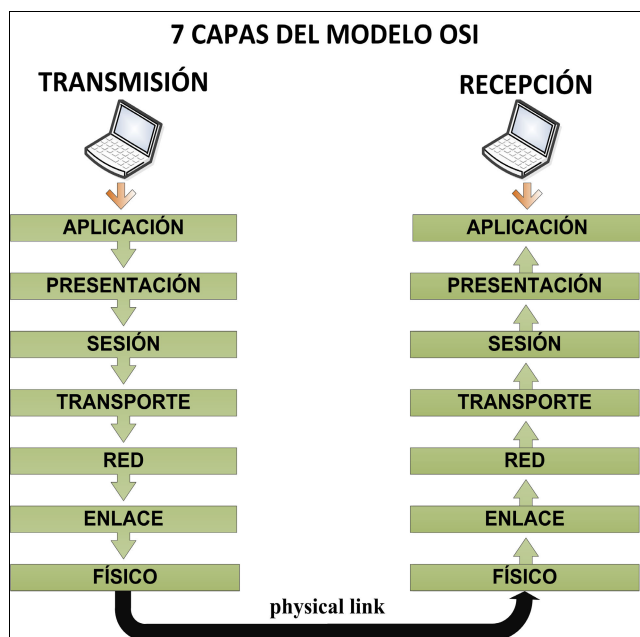 7 CAPAS DEL MODELO OSI
TRANSMISIÓN
APLICACIÓN
PRESENTACIÓN
SESIÓN
TRANSPORTE
RED
ENLACE
FÍSICO
RECEPCIÓN
APLICACIÓN
PRESENTACIÓN
SESIÓN
TRANSPORTE
RED
ENLACE
FÍSICO
physical link